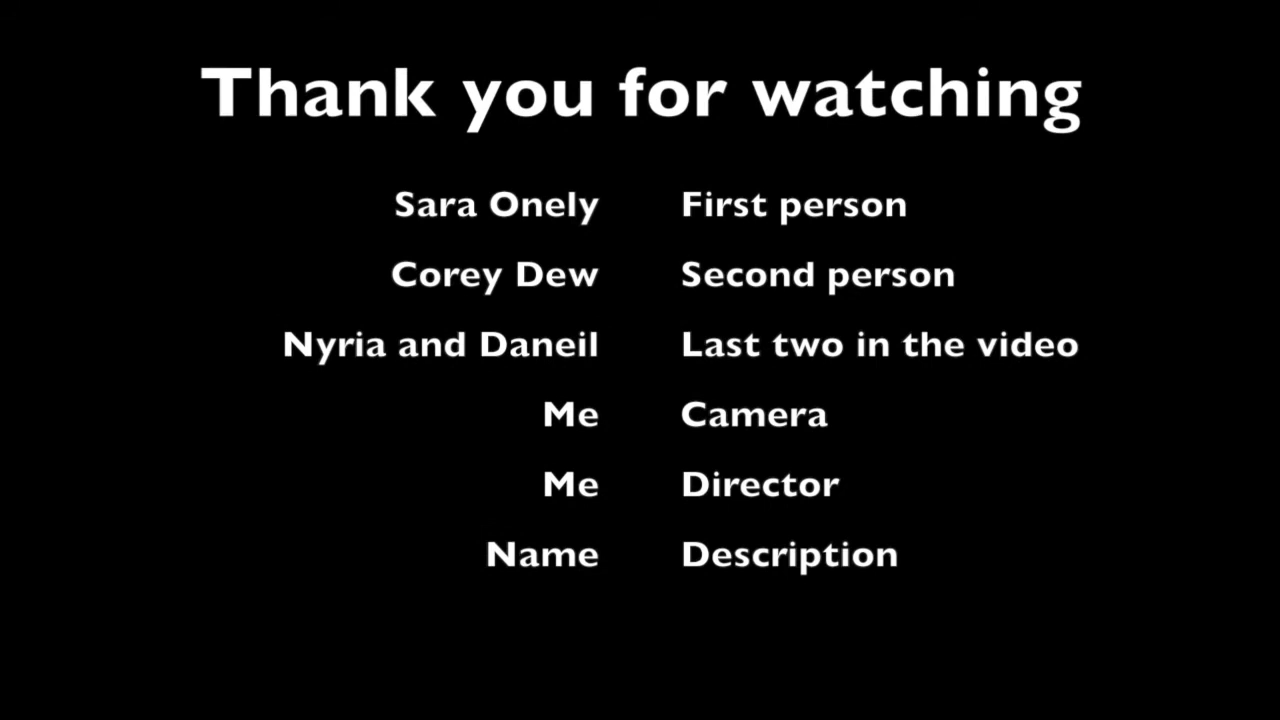 Thank you for watching
Sara Onely First person
Corey Dew Second person
Nyria and Daneil Last two in the video
Me Camera
Me Director
Name Description